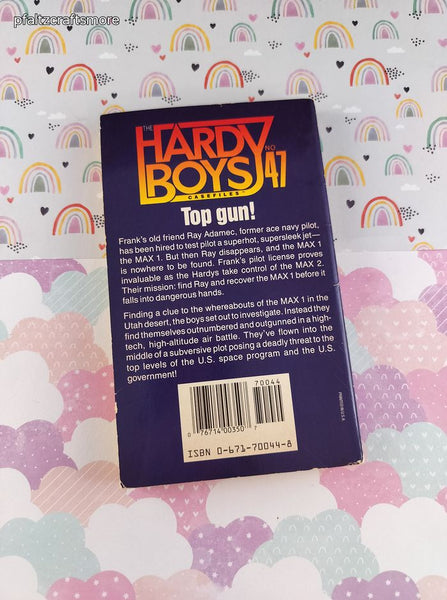 pfaltzcraftsmore
THE
HARDY
BOYS NO. 47
CASEFILES
Top gun!
Frank's old friend Ray Adamec, former ace navy pilot,
has been hired to test pilot a superhot, supersleek jet—
the MAX 1. But then Ray disappears, and the MAX 1
is nowhere to be found. Frank's pilot license proves
invaluable as the Hardys take control of the MAX 2.
Their mission: find Ray and recover the MAX 1 before it
falls into dangerous hands.
Finding a clue to the whereabouts of the MAX 1 in the
Utah desert, the boys set out to investigate. Instead they
find themselves outnumbered and outgunned in a high-
tech, high-altitude air battle. They've flown into the
middle of a subversive plot posing a deadly threat to the
top levels of the U.S. space program and the U.S.
government!
70044
0 76714 00350 7
ISBN 0-671-70044-8
PRINTED IN U.S.A.